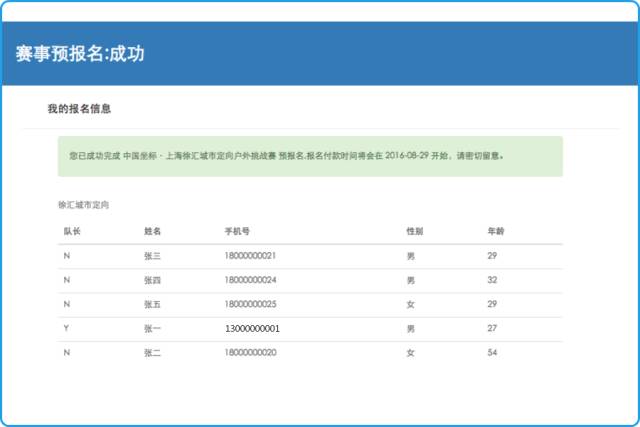 赛事预报名:成功
我的报名信息
您已成功完成 中国坐标 - 上海徐汇城市定向户外挑战赛 预报名,报名付款时间将会在 2016-08-29 开始，请密切留意。
徐汇城市定向
队长 姓名 手机号 性别 年龄
N 张三 18000000021 男 29
N 张四 18000000024 男 32
N 张五 18000000025 女 29
Y 张一 13000000001 男 27
N 张二 18000000020 女 54